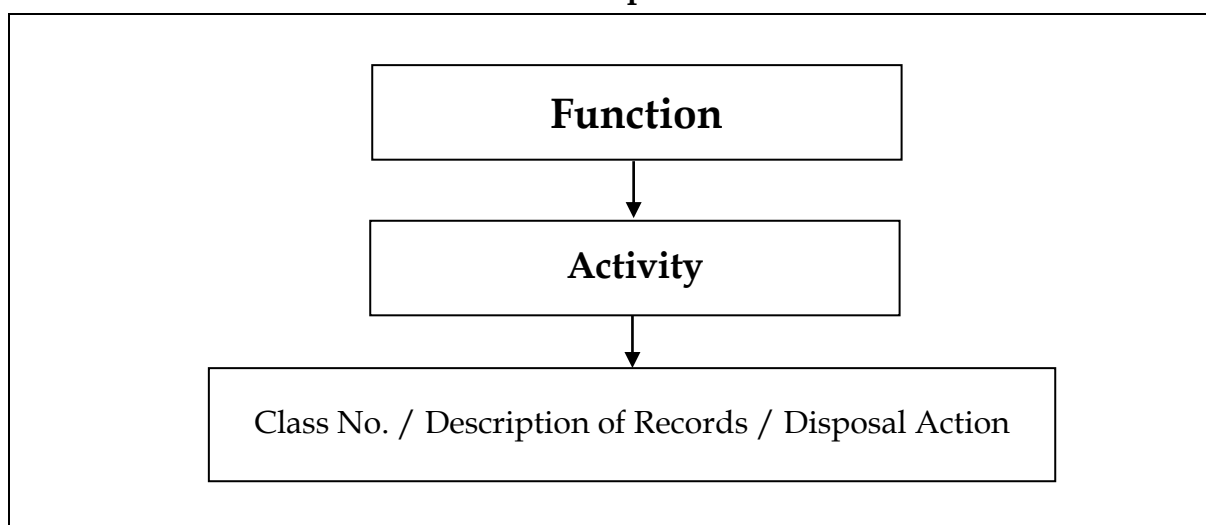 Function
Activity
Class No. / Description of Records / Disposal Action